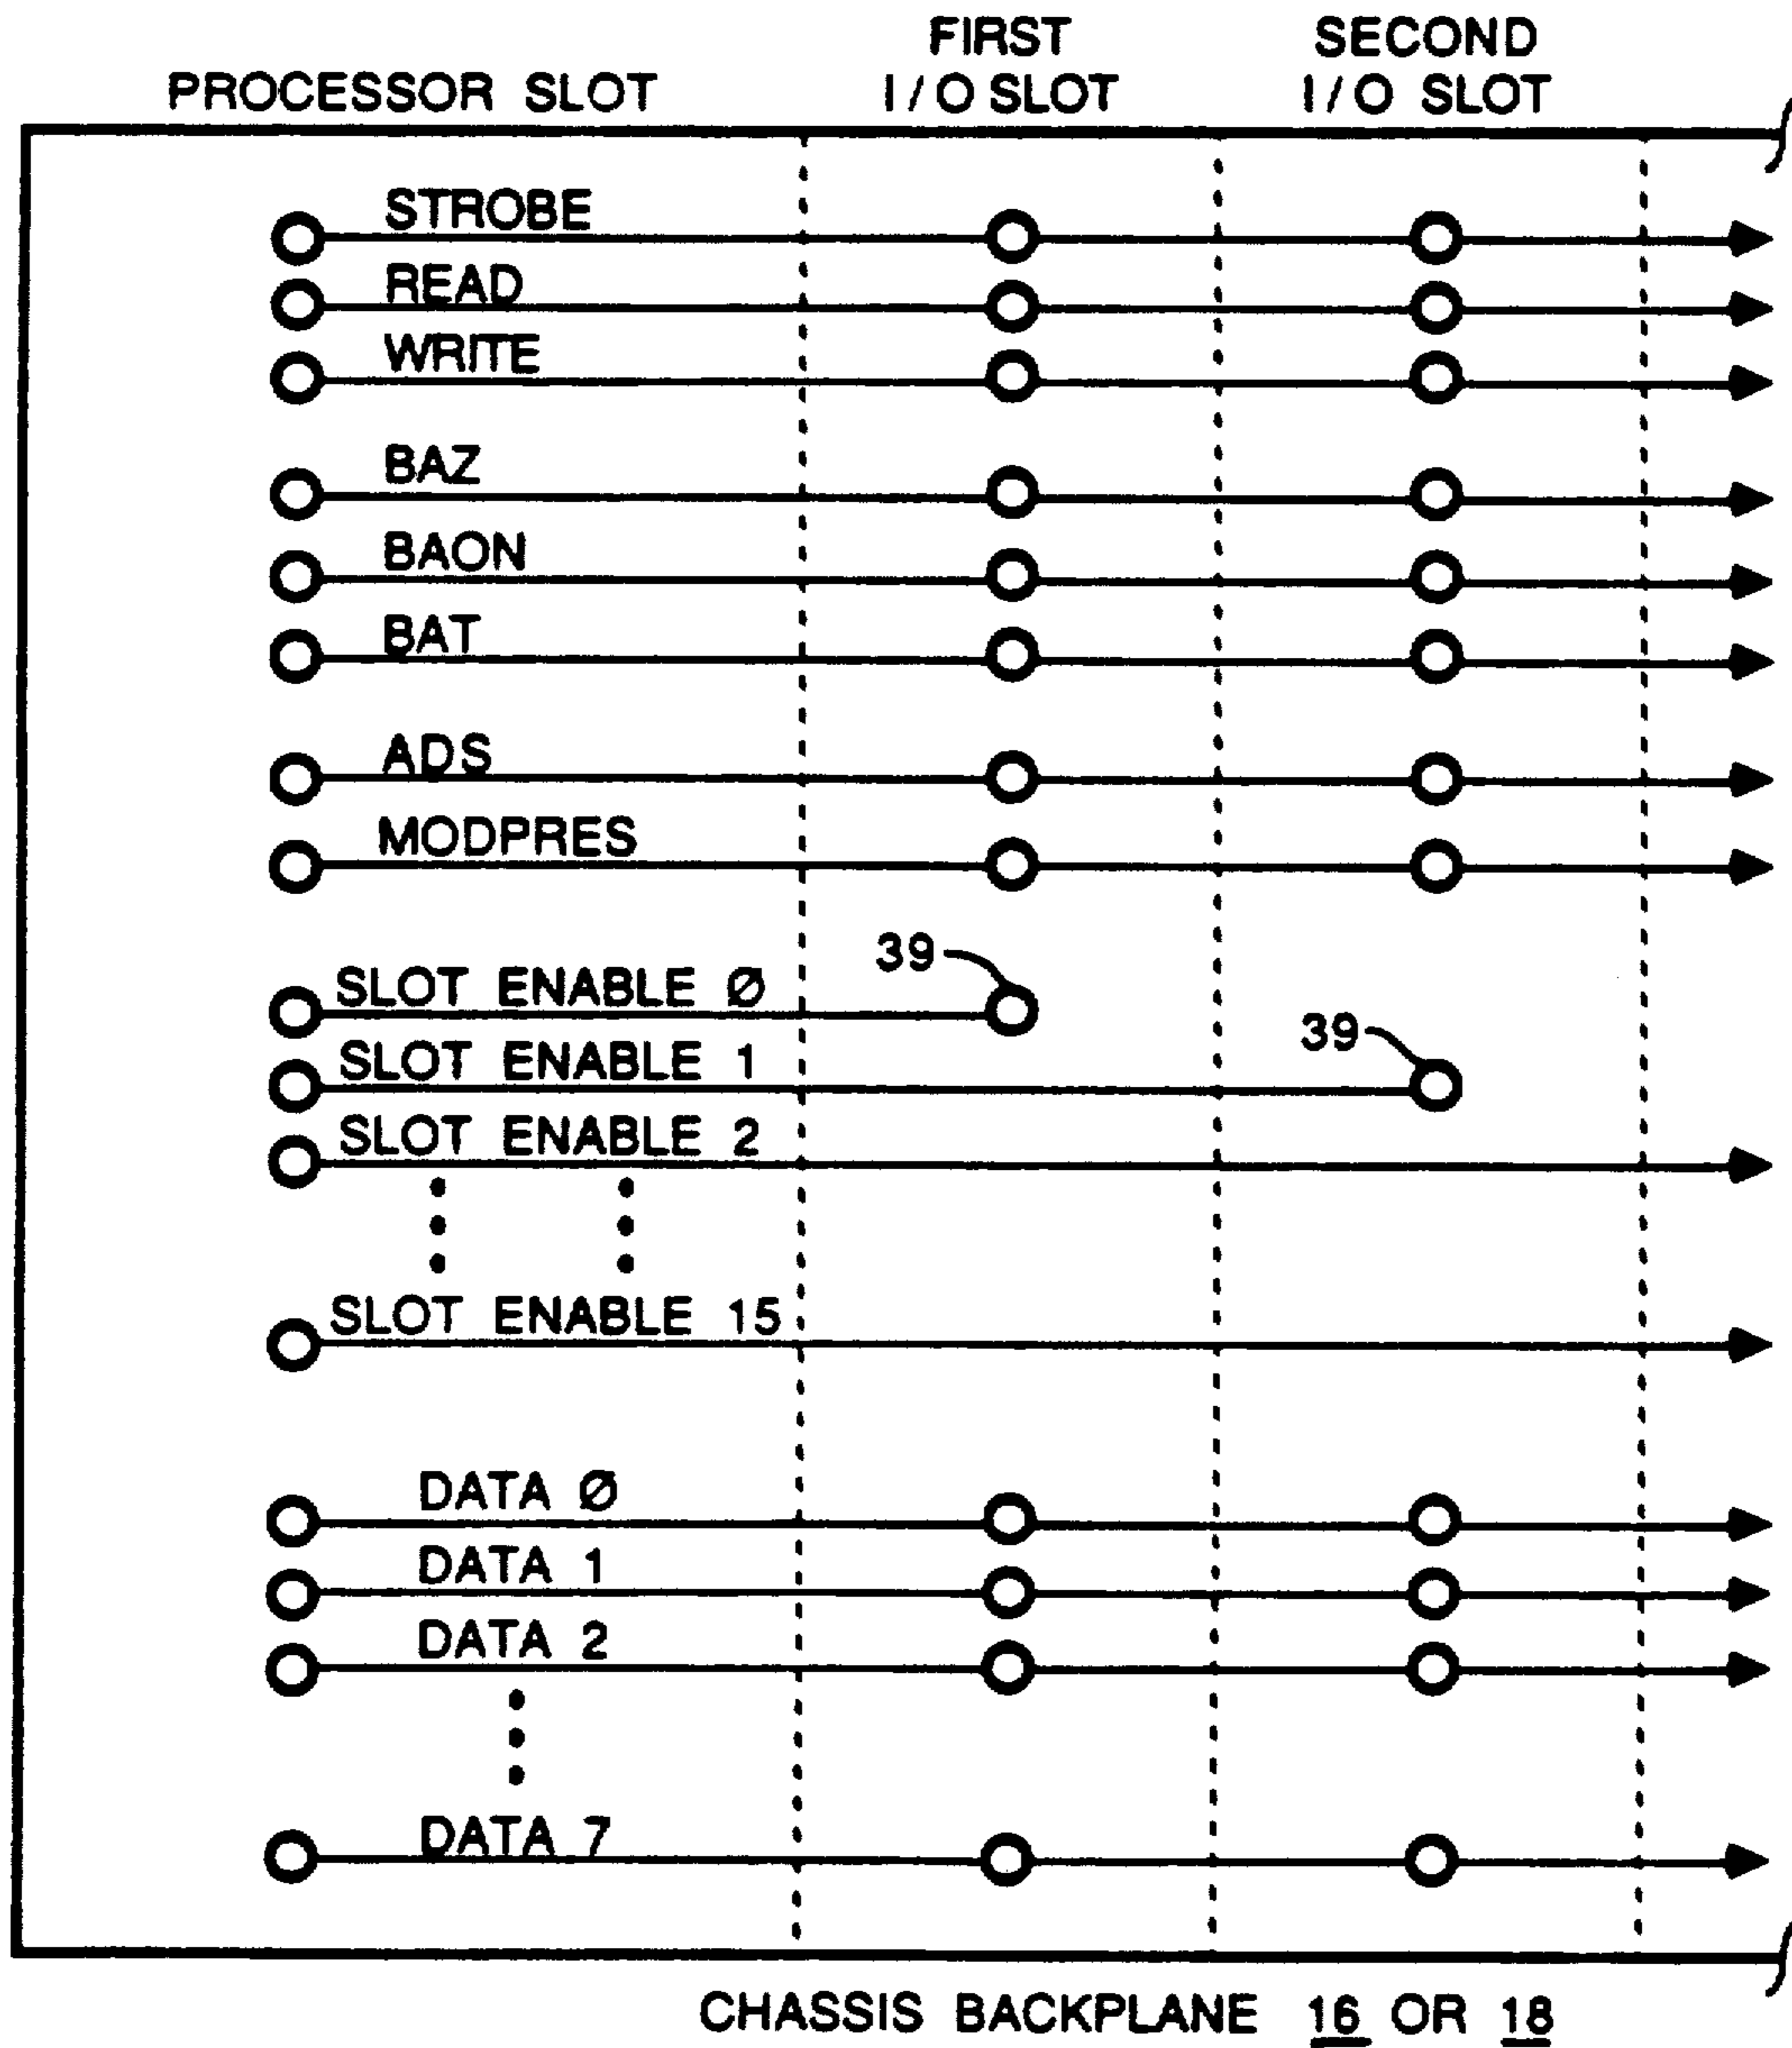 PROCESSOR SLOT
FIRST
I/O SLOT
SECOND
I/O SLOT
STROBE
READ
WRITE
BAZ
BAON
BAT
ADS
MODPRES
39
SLOT ENABLE Ø
39
SLOT ENABLE 1
SLOT ENABLE 2
SLOT ENABLE 15
DATA Ø
DATA 1
DATA 2
DATA 7
CHASSIS BACKPLANE 16 OR 18